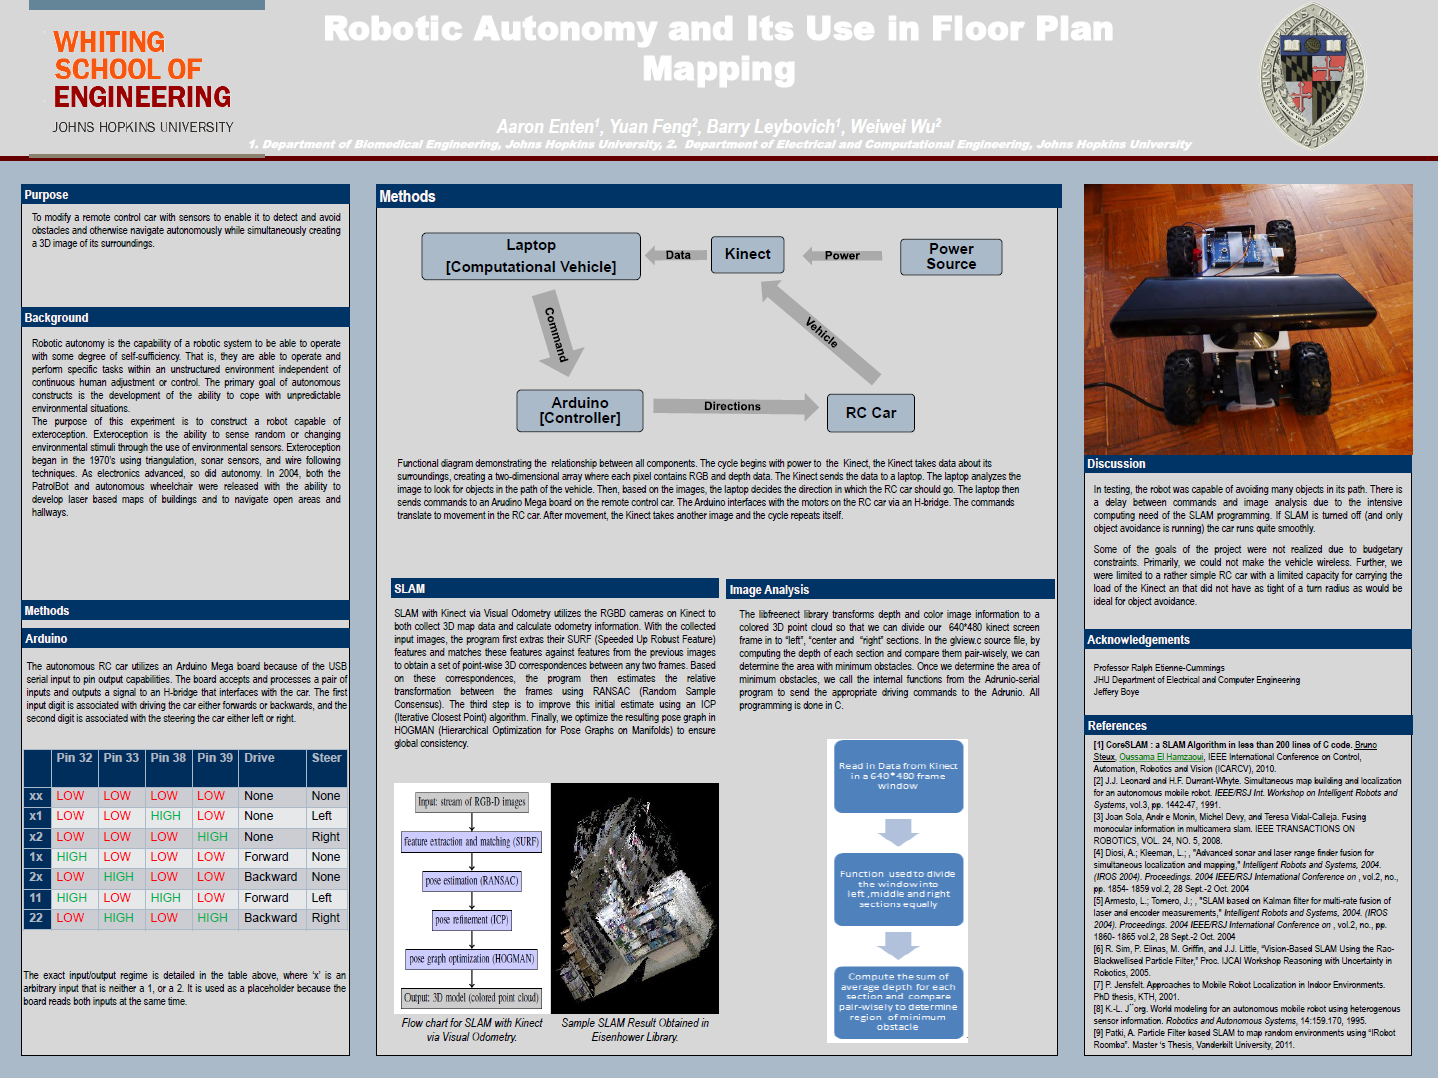 WHITING
SCHOOL OF
ENGINEERING
JOHNS HOPKINS UNIVERSITY
Robotic Autonomy and Its Use in Floor Plan
Mapping
Aaron Enten1, Yuan Feng2, Barry Leybovich1, Weiwei Wu2
1. Department of Biomedical Engineering, Johns Hopkins University, 2. Department of Electrical and Computational Engineering, Johns Hopkins University
Purpose
To modify a remote control car with sensors to enable it to detect and avoid
obstacles and otherwise navigate autonomously while simultaneously creating
a 3D image of its surroundings.
Background
Robotic autonomy is the capability of a robotic system to be able to operate
with some degree of self-sufficiency. That is, they are able to operate and
perform specific tasks within an unstructured environment independent of
continuous human adjustment or control. The primary goal of autonomous
constructs is the development of the ability to cope with unpredictable
environmental situations.
The purpose of this experiment is to construct a robot capable of
exteroception. Exteroception is the ability to sense random or changing
environmental stimuli through the use of environmental sensors. Exteroception
began in the 1970's using triangulation, sonar sensors, and wire following
techniques. As electronics advanced, so did autonomy. In 2004, both the
PatrolBot and autonomous wheelchair were released with the ability to
develop laser based maps of buildings and to navigate open areas and
hallways.
Methods
Arduino
The autonomous RC car utilizes an Arduino Mega board because of the USB
serial input to pin output capabilities. The board accepts and processes a pair of
inputs and outputs a signal to an H-bridge that interfaces with the car. The first
input digit is associated with driving the car either forwards or backwards, and the
second digit is associated with the steering the car either left or right.
Pin 32 Pin 33 Pin 38 Pin 39 Drive Steer
xx LOW LOW LOW LOW None None
x1 LOW LOW HIGH LOW None Left
x2 LOW LOW LOW HIGH None Right
1x HIGH LOW LOW LOW Forward None
2x LOW HIGH LOW LOW Backward None
11 HIGH LOW HIGH LOW Forward Left
22 LOW HIGH LOW HIGH Backward Right
The exact input/output regime is detailed in the table above, where 'x' is an
arbitrary input that is neither a 1, or a 2. It is used as a placeholder because the
board reads both inputs at the same time.
Methods
Laptop
[Computational Vehicle]
Data
Kinect
Power
Power
Source
Command
Vehicle
Arduino
[Controller]
Directions
RC Car
Functional diagram demonstrating the relationship between all components. The cycle begins with power to the Kinect, the Kinect takes data about its
surroundings, creating a two-dimensional array where each pixel contains RGB and depth data. The Kinect sends the data to a laptop. The laptop analyzes the
image to look for objects in the path of the vehicle. Then, based on the images, the laptop decides the direction in which the RC car should go. The laptop then
sends commands to an Arudino Mega board on the remote control car. The Arduino interfaces with the motors on the RC car via an H-bridge. The commands
translate to movement in the RC car. After movement, the Kinect takes another image and the cycle repeats itself.
SLAM
SLAM with Kinect via Visual Odometry utilizes the RGBD cameras on Kinect to
both collect 3D map data and calculate odometry information. With the collected
input images, the program first extras their SURF (Speeded Up Robust Feature)
features and matches these features against features from the previous images
to obtain a set of point-wise 3D correspondences between any two frames. Based
on these correspondences, the program then estimates the relative
transformation between the frames using RANSAC (Random Sample
Consensus). The third step is to improve this initial estimate using an ICP
(Iterative Closest Point) algorithm. Finally, we optimize the resulting pose graph in
HOGMAN (Hierarchical Optimization for Pose Graphs on Manifolds) to ensure
global consistency.
Input: stream of RGB-D images
feature extraction and matching (SURF)
pose estimation (RANSAC)
pose refinement (ICP)
pose graph optimization (HOGMAN)
Output: 3D model (colored point cloud)
Flow chart for SLAM with Kinect
via Visual Odometry.
Sample SLAM Result Obtained in
Eisenhower Library.
Image Analysis
The libfreenect library transforms depth and color image information to a
colored 3D point cloud so that we can divide our 640*480 kinect screen
frame in to "left", "center and "right" sections. In the glview.c source file, by
computing the depth of each section and compare them pair-wisely, we can
determine the area with minimum obstacles. Once we determine the area of
minimum obstacles, we call the internal functions from the Adrunio-serial
program to send the appropriate driving commands to the Adrunio. All
programming is done in C.
Read in Data from Kinect
in a 640*480 frame
window
Function used to divide
the window into
left ,middle and right
sections equally
Compute the sum of
average depth for each
section and compare
pair-wisely to determine
region of minimum
obstacle
Discussion
In testing, the robot was capable of avoiding many objects in its path. There is
a delay between commands and image analysis due to the intensive
computing need of the SLAM programming. If SLAM is turned off (and only
object avoidance is running) the car runs quite smoothly.
Some of the goals of the project were not realized due to budgetary
constraints. Primarily, we could not make the vehicle wireless. Further, we
were limited to a rather simple RC car with a limited capacity for carrying the
load of the Kinect an that did not have as tight of a turn radius as would be
ideal for object avoidance.
Acknowledgements
Professor Ralph Etienne-Cummings
JHU Department of Electrical and Computer Engineering
Jeffery Boye
References
[1] CoreSLAM : a SLAM Algorithm in less than 200 lines of C code. Bruno
Steux, Oussama El Hamzaoui, IEEE International Conference on Control,
Automation, Robotics and Vision (ICARCV), 2010.
[2] J.J. Leonard and H.F. Durrant-Whyte. Simultaneous map building and localization
for an autonomous mobile robot. IEEE/RSJ Int. Workshop on Intelligent Robots and
Systems, vol.3, pp. 1442-47, 1991.
[3] Joan Sola, Andr e Monin, Michel Devy, and Teresa Vidal-Calleja. Fusing
monocular information in multicamera slam. IEEE TRANSACTIONS ON
ROBOTICS, VOL. 24, NO. 5, 2008.
[4] Diosi, A.; Kleeman, L.; , "Advanced sonar and laser range finder fusion for
simultaneous localization and mapping," Intelligent Robots and Systems, 2004.
(IROS 2004). Proceedings. 2004 IEEE/RSJ International Conference on , vol.2, no.,
pp. 1854- 1859 vol.2, 28 Sept.-2 Oct. 2004
[5] Armesto, L.; Tornero, J.; , "SLAM based on Kalman filter for multi-rate fusion of
laser and encoder measurements," Intelligent Robots and Systems, 2004. (IROS
2004). Proceedings. 2004 IEEE/RSJ International Conference on , vol.2, no., pp.
1860- 1865 vol.2, 28 Sept.-2 Oct. 2004
[6] R. Sim, P. Elinas, M. Griffin, and J.J. Little, "Vision-Based SLAM Using the Rao-
Blackwellised Particle Filter," Proc. IJCAI Workshop Reasoning with Uncertainty in
Robotics, 2005.
[7] P. Jensfelt. Approaches to Mobile Robot Localization in Indoor Environments.
PhD thesis, KTH, 2001.
[8] K.-L. J¨org. World modeling for an autonomous mobile robot using heterogenous
sensor information. Robotics and Autonomous Systems, 14:159.170, 1995.
[9] Patki, A. Particle Filter based SLAM to map random environments using "IRobot
Roomba". Master 's Thesis, Vanderbilt University, 2011.